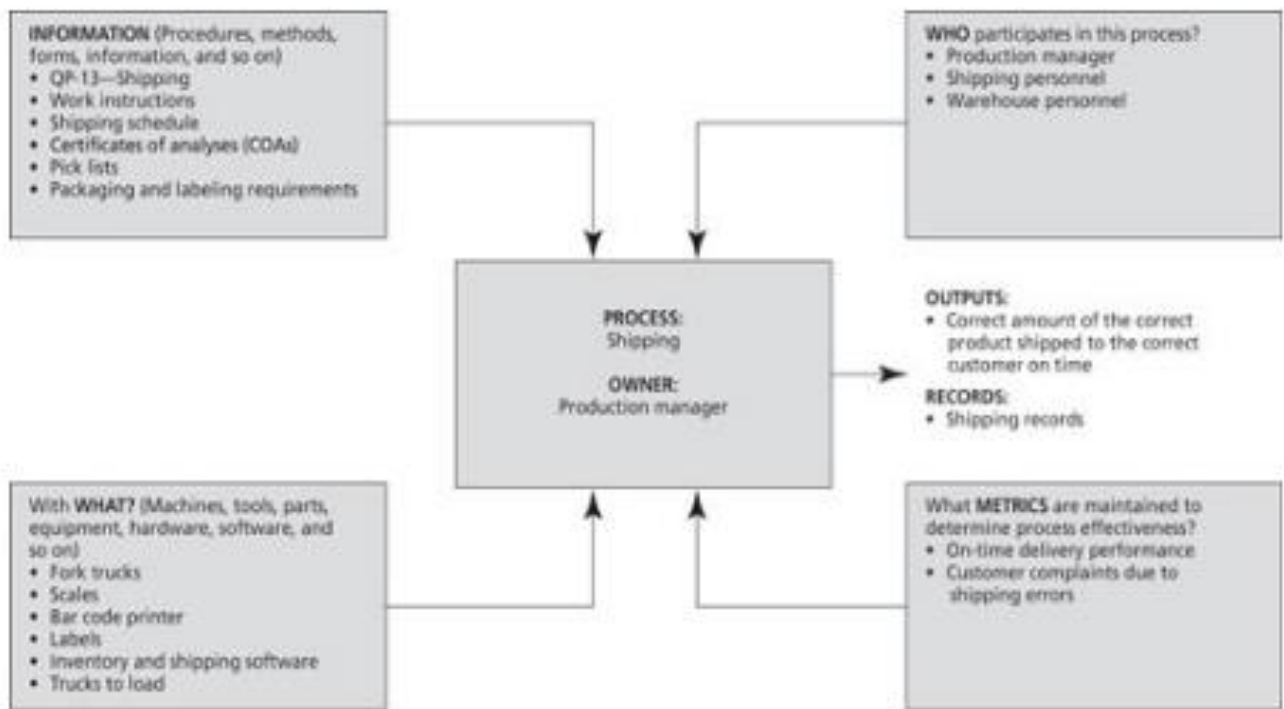 INFORMATION (Procedures, methods,
forms, information, and so on)
• QP-13—Shipping
• Work instructions
• Shipping schedule
• Certificates of analyses (COAs)
• Pick lists
• Packaging and labeling requirements
WHO participates in this process?
• Production manager
• Shipping personnel
• Warehouse personnel
PROCESS:
Shipping
OWNER:
Production manager
OUTPUTS:
• Correct amount of the correct
product shipped to the correct
customer on time
RECORDS:
• Shipping records
With WHAT? (Machines, tools, parts,
equipment, hardware, software, and
so on)
• Fork trucks
• Scales
• Bar code printer
• Labels
• Inventory and shipping software
• Trucks to load
What METRICS are maintained to
determine process effectiveness?
• On-time delivery performance
• Customer complaints due to
shipping errors